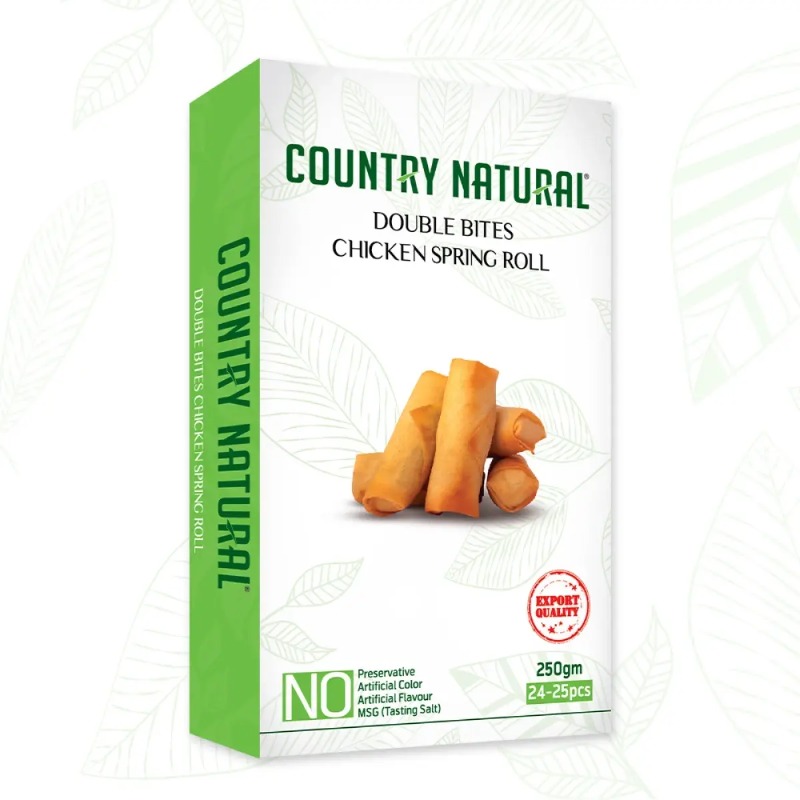 COUNTRY NATURAL®
DOUBLE BITES
CHICKEN SPRING ROLL
COUNTRY NATURAL®
DOUBLE BITES CHICKEN SPRING ROLL
EXPORT
QUALITY
NO
Preservative
Artificial Color
Artificial Flavour
MSG (Tasting Salt)
250gm
24-25pcs